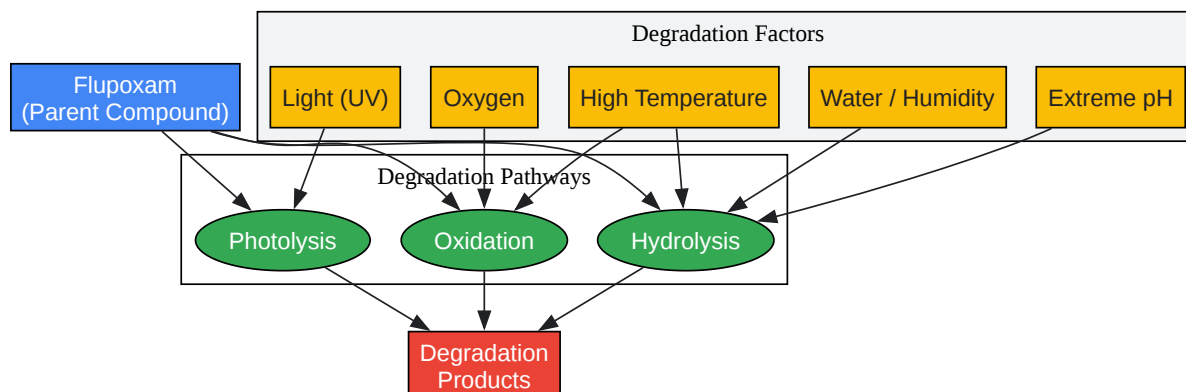 Degradation Factors
Flupoxam
(Parent Compound)
Light (UV)
Oxygen
High Temperature
Water / Humidity
Extreme pH
Degradation Pathways
Photolysis
Oxidation
Hydrolysis
Degradation
Products